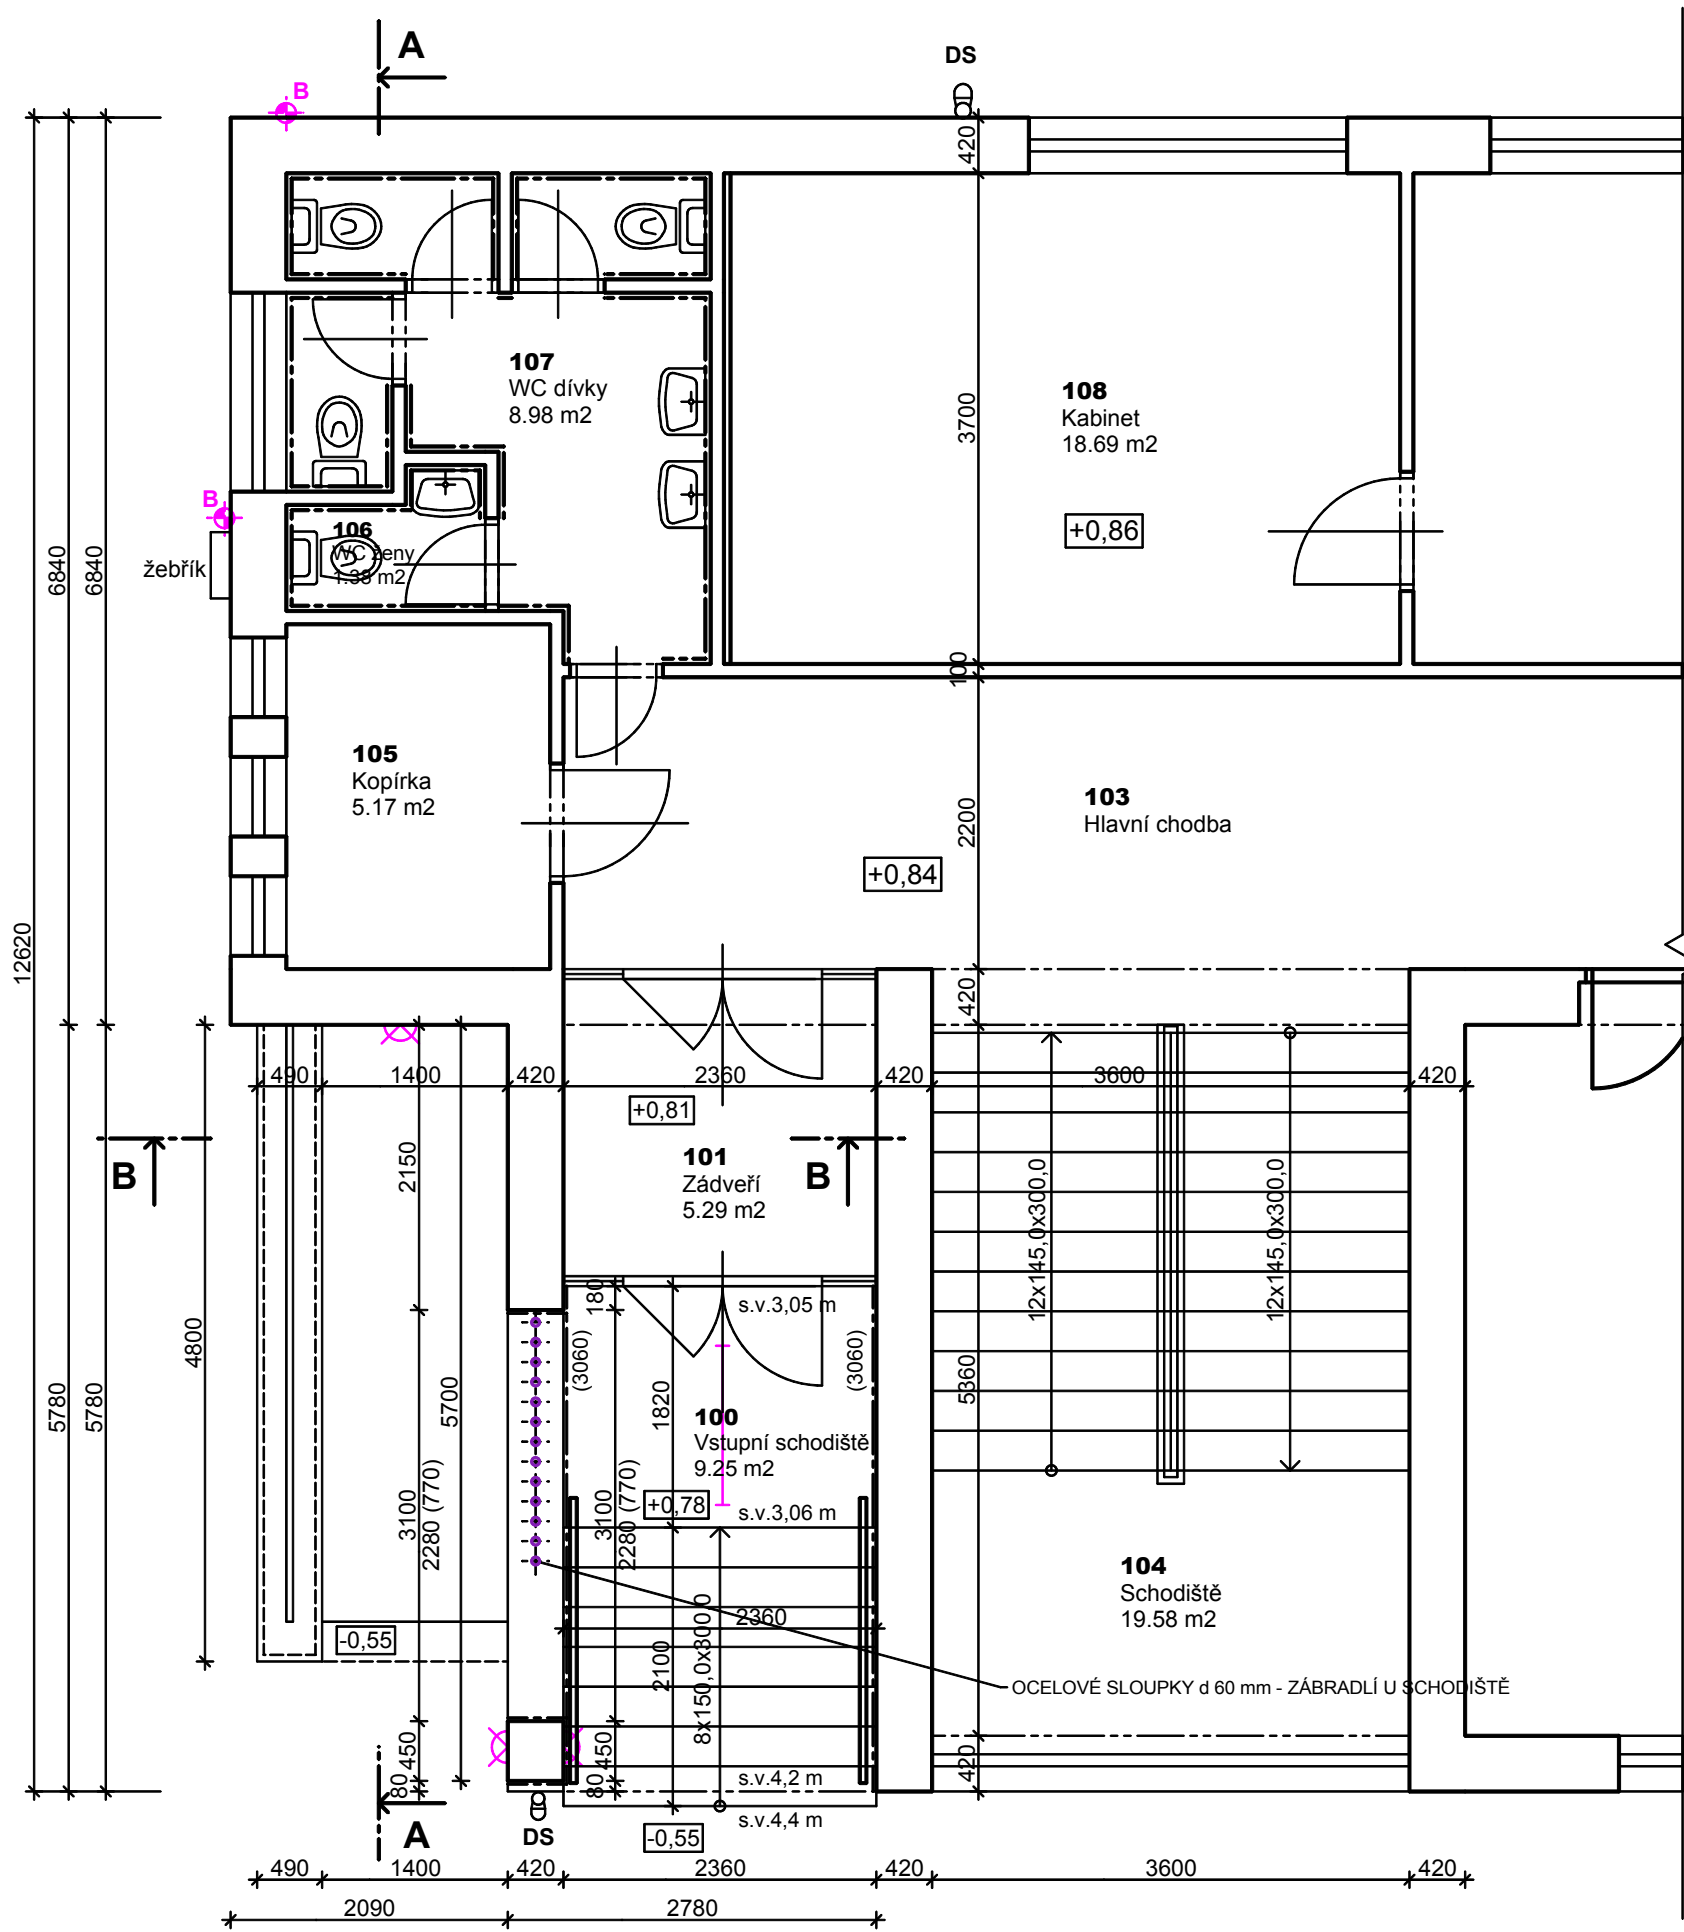 A
DS
B
420
107
WC dívky
8.98 m2
108
Kabinet
18.69 m2
3700
B
106
WC ženy
1.38 m2
+0,86
žebřík
6840
6840
100
105
Kopírka
5.17 m2
103
Hlavní chodba
2200
+0,84
12620
420
490
1400
420
2360
420
3600
420
+0,81
B
2150
101
Zádveří
5.29 m2
B
12x145,0x300,0
12x145,0x300,0
180
s.v.3,05 m
4800
(3060)
(3060)
5780
5780
5700
1820
5360
100
Vstupní schodiště
9.25 m2
3100
2280 (770)
3100
2280 (770)
+0,78
s.v.3,06 m
104
Schodiště
19.58 m2
2360
-0,55
2100
8x150,0x300,0
OCELOVÉ SLOUPKY d 60 mm - ZÁBRADLÍ U SCHODIŠTĚ
450
80
450
80
420
s.v.4,2 m
s.v.4,4 m
A
DS
-0,55
490
1400
420
2360
420
3600
420
2090
2780